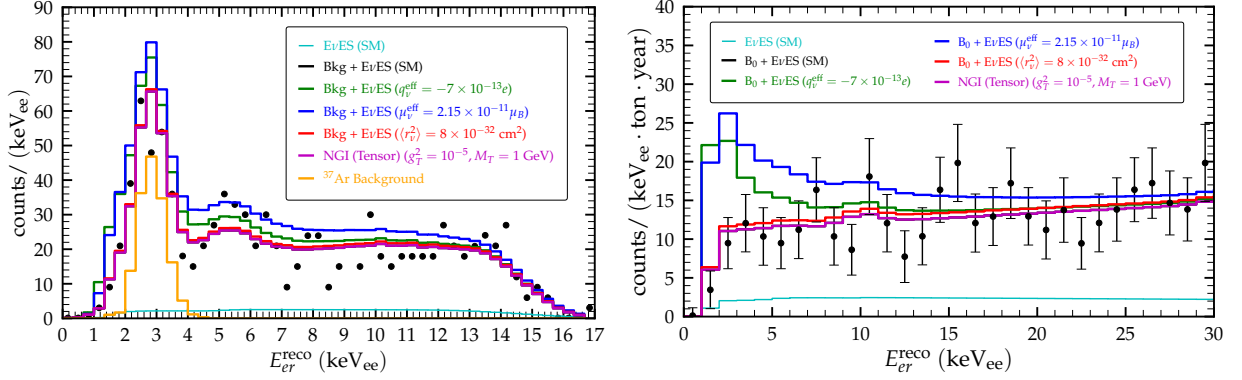 90
80
70
60
50
40
30
20
10
0
counts/ (keV_ee)
EνES (SM)
Bkg + EνES (SM)
Bkg + EνES (q_ν^eff = −7 × 10^−13 e)
Bkg + EνES (μ_ν^eff = 2.15 × 10^−11 μ_B)
Bkg + EνES (⟨r_ν^2⟩ = 8 × 10^−32 cm^2)
NGI (Tensor) (g_T^2 = 10^−5, M_T = 1 GeV)
^37Ar Background
0 1 2 3 4 5 6 7 8 9 10 11 12 13 14 15 16 17
E_er^reco (keV_ee)
40
35
30
25
20
15
10
5
0
counts/ (keV_ee · ton · year)
EνES (SM)
B_0 + EνES (SM)
B_0 + EνES (q_ν^eff = −7 × 10^−13 e)
B_0 + EνES (μ_ν^eff = 2.15 × 10^−11 μ_B)
B_0 + EνES (⟨r_ν^2⟩ = 8 × 10^−32 cm^2)
NGI (Tensor) g_T^2 = 10^−5, M_T = 1 GeV
0 5 10 15 20 25 30
E_er^reco (keV_ee)